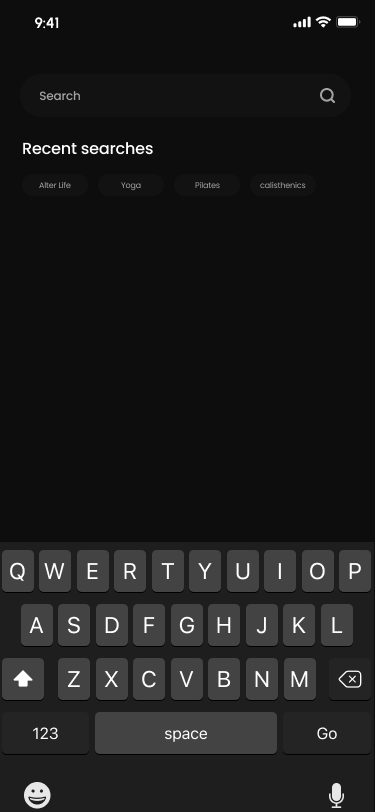 9:41
Search
Recent searches
Alter Life Yoga Pilates calisthenics
Q W E R T Y U I O P
A S D F G H J K L
Z X C V B N M
123 space Go